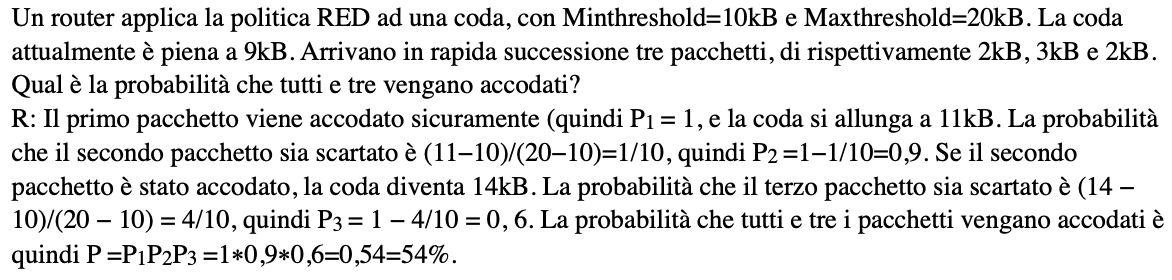 Un router applica la politica RED ad una coda, con Minthreshold=10kB e Maxthreshold=20kB. La coda
attualmente è piena a 9kB. Arrivano in rapida successione tre pacchetti, di rispettivamente 2kB, 3kB e 2kB.
Qual è la probabilità che tutti e tre vengano accodati?
R: Il primo pacchetto viene accodato sicuramente (quindi P1 = 1, e la coda si allunga a 11kB. La probabilità
che il secondo pacchetto sia scartato è (11−10)/(20−10)=1/10, quindi P2 =1−1/10=0,9. Se il secondo
pacchetto è stato accodato, la coda diventa 14kB. La probabilità che il terzo pacchetto sia scartato è (14 −
10)/(20 − 10) = 4/10, quindi P3 = 1 − 4/10 = 0, 6. La probabilità che tutti e tre i pacchetti vengano accodati è
quindi P =P1P2P3 =1*0,9*0,6=0,54=54%.